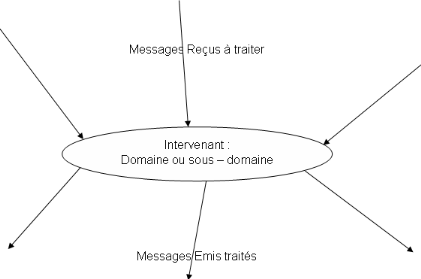 Messages Reçus à traiter
Intervenant :
Domaine ou sous – domaine
Messages Emis traités